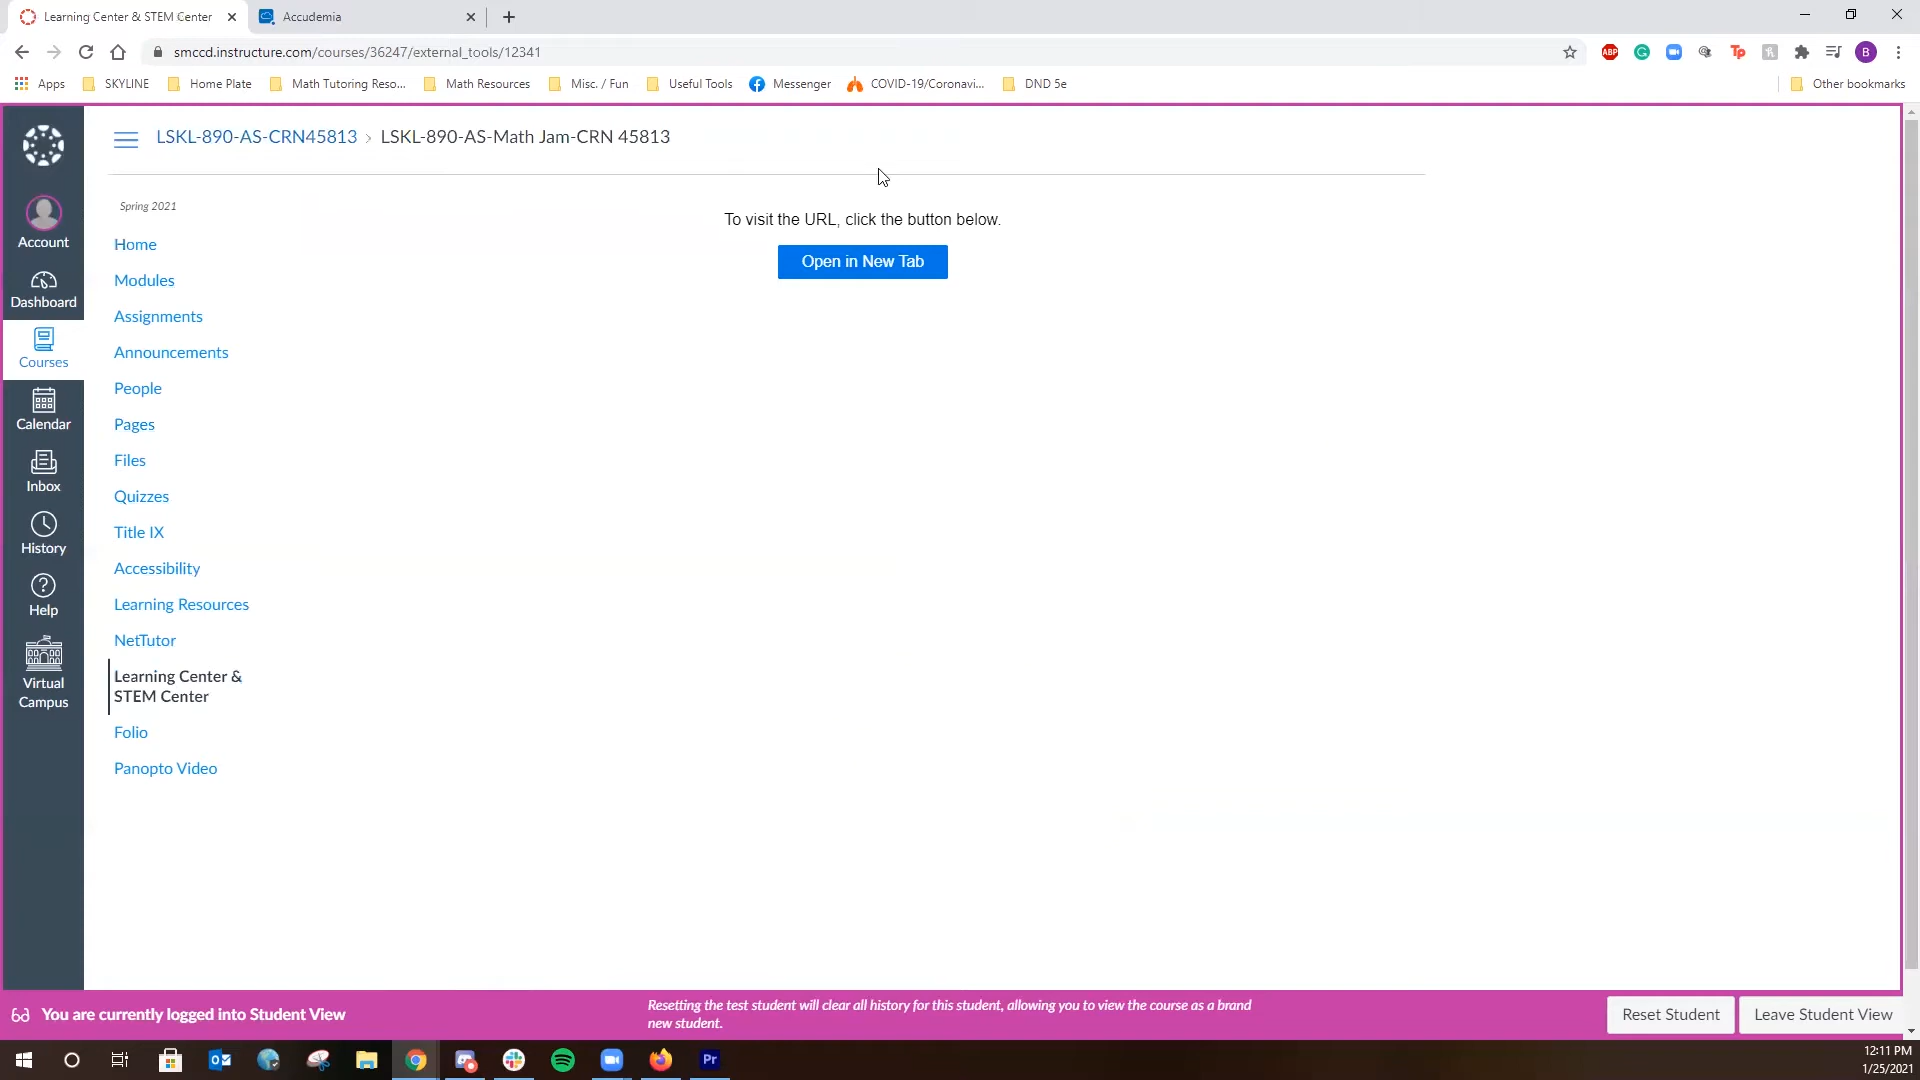 Learning Center & STEM Center
Accudemia
smccd.instructure.com/courses/36247/external_tools/12341
ABP
Tp
B
Apps
SKYLINE
Home Plate
Math Tutoring Reso...
Math Resources
Misc. / Fun
Useful Tools
Messenger
COVID-19/Coronavi...
DND 5e
Other bookmarks
LSKL-890-AS-CRN45813 > LSKL-890-AS-Math Jam-CRN 45813
Account
Dashboard
Courses
Calendar
Inbox
History
Help
Virtual
Campus
Spring 2021
Home
Modules
Assignments
Announcements
People
Pages
Files
Quizzes
Title IX
Accessibility
Learning Resources
NetTutor
Learning Center &
STEM Center
Folio
Panopto Video
To visit the URL, click the button below.
Open in New Tab
You are currently logged into Student View
Resetting the test student will clear all history for this student, allowing you to view the course as a brand
new student.
Reset Student
Leave Student View
Pr
12:11 PM
1/25/2021